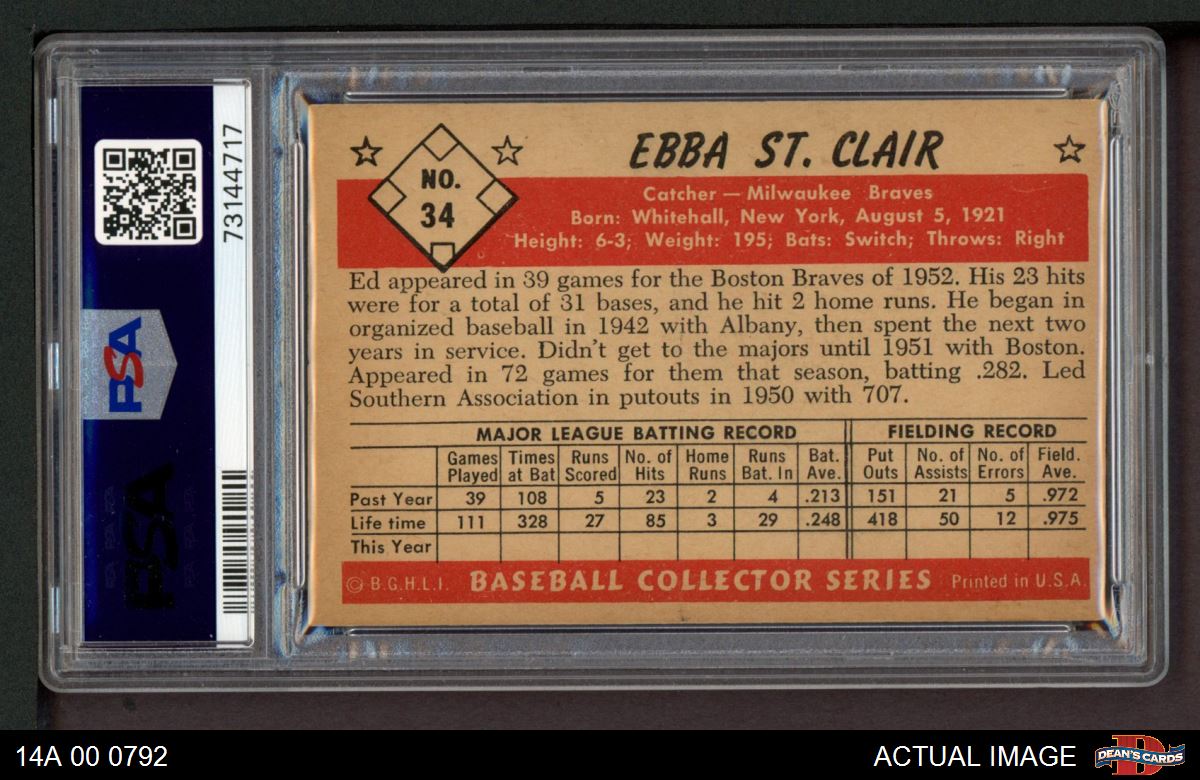 PSA
73144717
PSA
NO.
34
EBBA ST. CLAIR
Catcher — Milwaukee Braves
Born: Whitehall, New York, August 5, 1921
Height: 6-3; Weight: 195; Bats: Switch; Throws: Right
Ed appeared in 39 games for the Boston Braves of 1952. His 23 hits
were for a total of 31 bases, and he hit 2 home runs. He began in
organized baseball in 1942 with Albany, then spent the next two
years in service. Didn't get to the majors until 1951 with Boston.
Appeared in 72 games for them that season, batting .282. Led
Southern Association in putouts in 1950 with 707.
MAJOR LEAGUE BATTING RECORD FIELDING RECORD
Games Times Runs No. of Home Runs Bat. Put No. of No. of Field.
Played at Bat Scored Hits Runs Bat. In Ave. Outs Assists Errors Ave.
Past Year 39 108 5 23 2 4 .213 151 21 5 .972
Life time 111 328 27 85 3 29 .248 418 50 12 .975
This Year
© B.G.H.L.I. BASEBALL COLLECTOR SERIES Printed in U.S.A.
14A 00 0792 ACTUAL IMAGE DEAN'S CARDS